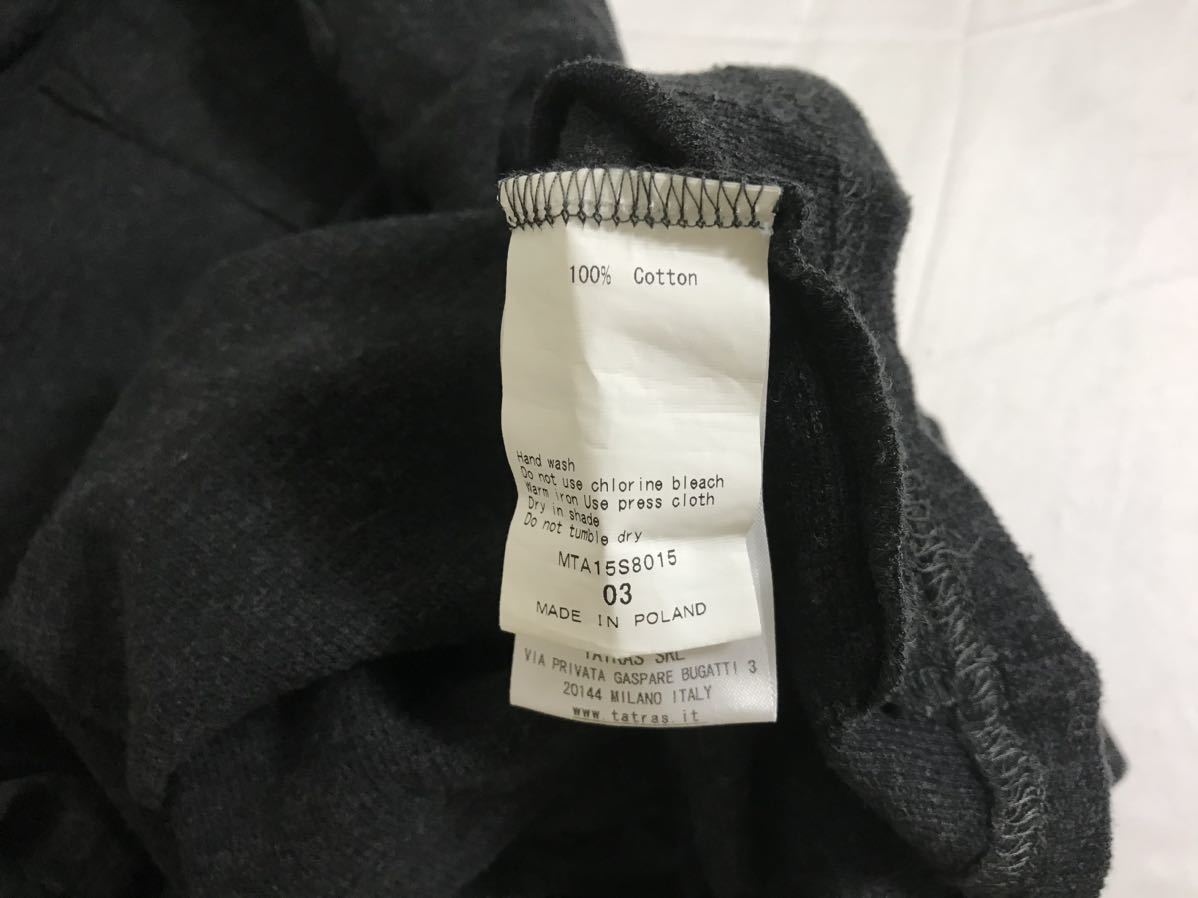 100% Cotton
Hand wash
Do not use chlorine bleach
Warm iron Use press cloth
Dry in shade
Do not tumble dry
MTA15S8015
03
MADE IN POLAND
TATRAS SRL
VIA PRIVATA GASPARE BUGATTI 3
20144 MILANO ITALY
www.tatras.it